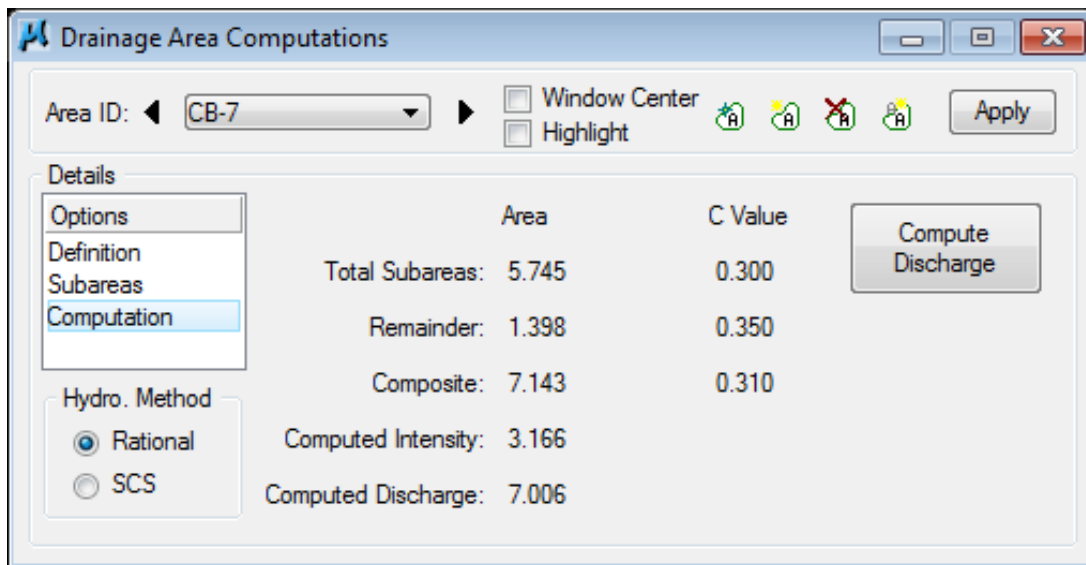 Drainage Area Computations
Area ID: CB-7
Window Center
Highlight
Apply
Details
Options
Definition
Subareas
Computation
Hydro. Method
Rational
SCS
Area C Value
Total Subareas: 5.745 0.300
Remainder: 1.398 0.350
Composite: 7.143 0.310
Computed Intensity: 3.166
Computed Discharge: 7.006
Compute
Discharge